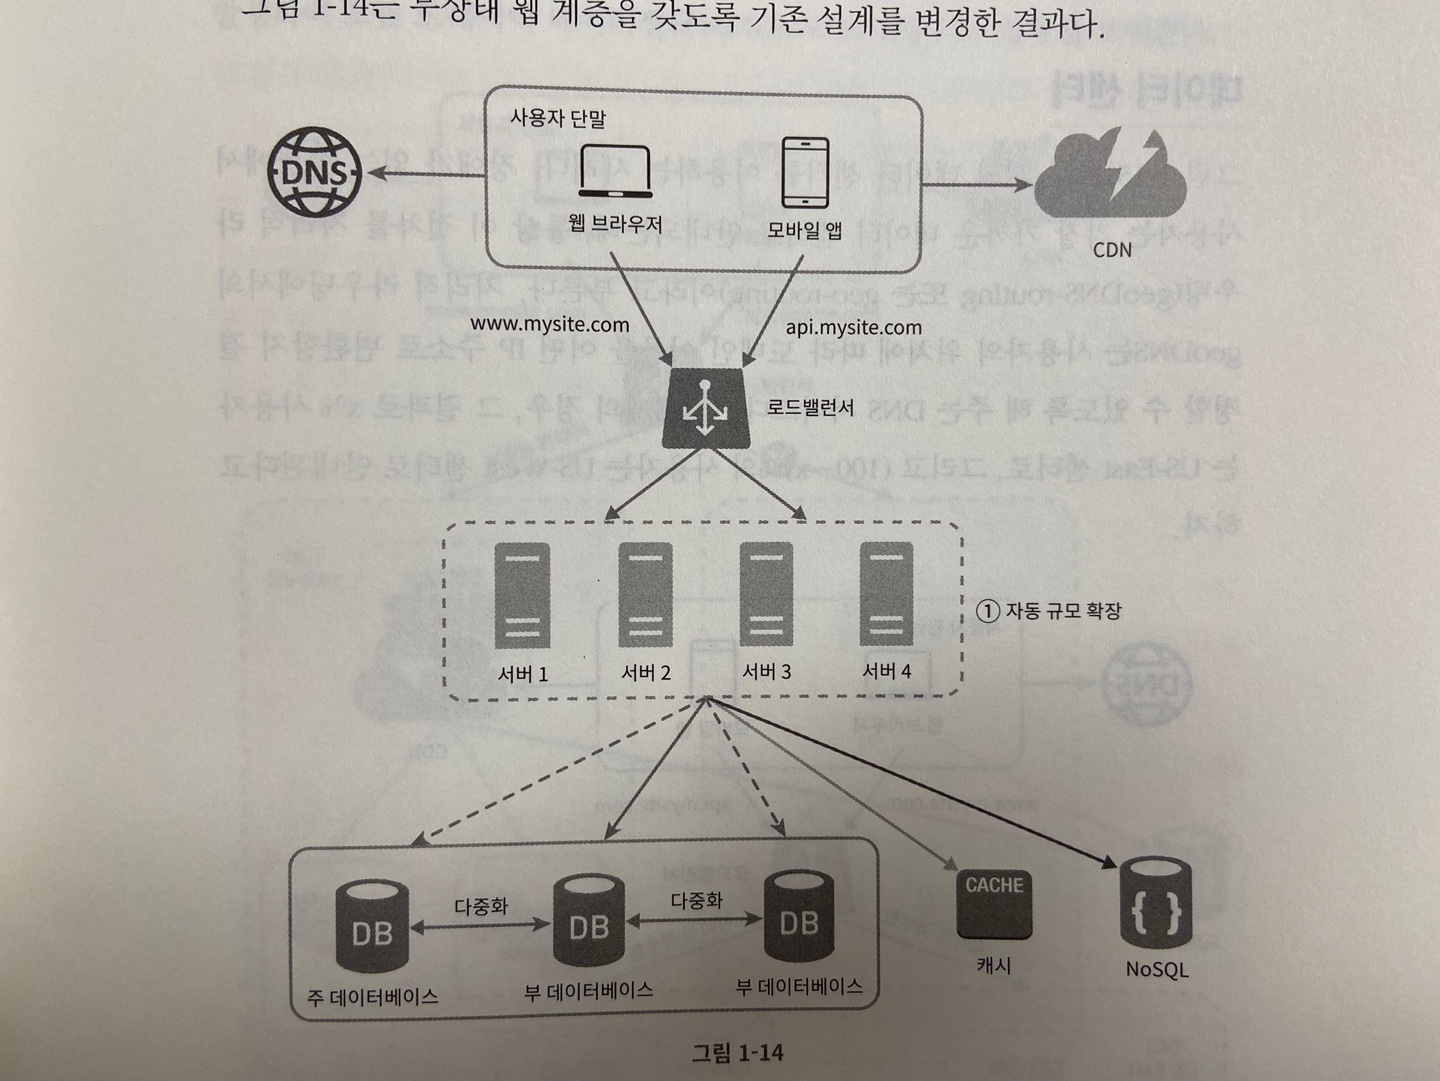 그림 1-14는 무상태 웹 계층을 갖도록 기존 설계를 변경한 결과다.
사용자 단말
DNS
웹 브라우저
모바일 앱
CDN
www.mysite.com
api.mysite.com
로드밸런서
서버 1
서버 2
서버 3
서버 4
① 자동 규모 확장
DB
다중화
DB
다중화
DB
CACHE
{ }
주 데이터베이스
부 데이터베이스
부 데이터베이스
캐시
NoSQL
그림 1-14